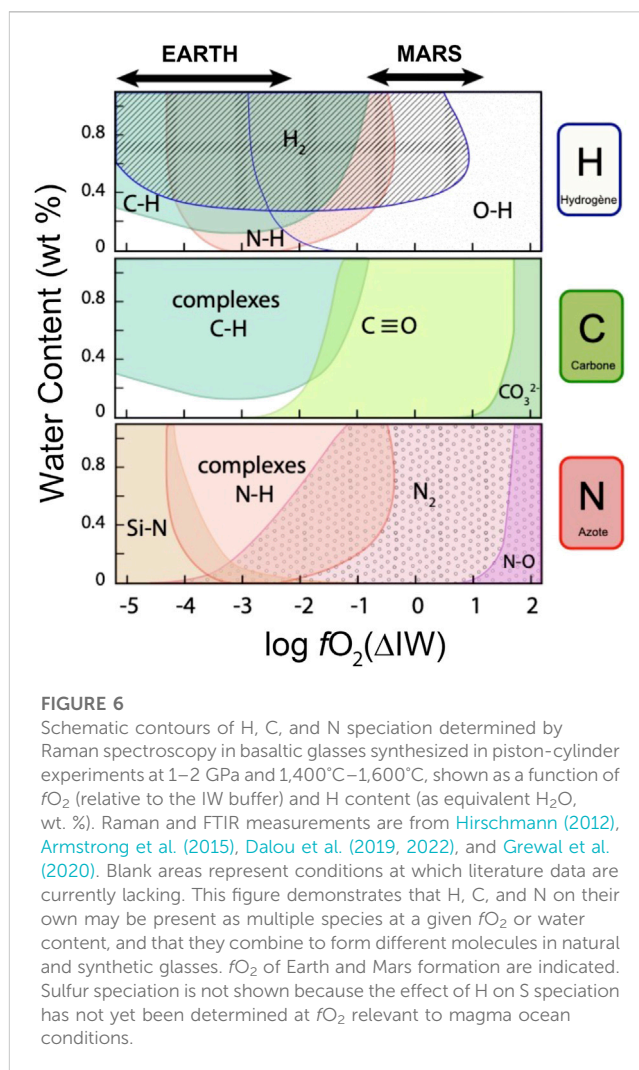 EARTH
MARS
Water Content (wt %)
0.8
0.4
0
H₂
C-H
N-H
O-H
H
Hydrogène
0.8
0.4
0
complexes
C-H
C≡O
CO₃²⁻
C
Carbone
0.8
0.4
0
complexes
N-H
Si-N
N₂
N-O
N
Azote
-5 -4 -3 -2 -1 0 1 2
log fO₂(ΔIW)
FIGURE 6
Schematic contours of H, C, and N speciation determined by
Raman spectroscopy in basaltic glasses synthesized in piston-cylinder
experiments at 1–2 GPa and 1,400°C–1,600°C, shown as a function of
fO₂ (relative to the IW buffer) and H content (as equivalent H₂O,
wt. %). Raman and FTIR measurements are from Hirschmann (2012),
Armstrong et al. (2015), Dalou et al. (2019, 2022), and Grewal et al.
(2020). Blank areas represent conditions at which literature data are
currently lacking. This figure demonstrates that H, C, and N on their
own may be present as multiple species at a given fO₂ or water
content, and that they combine to form different molecules in natural
and synthetic glasses. fO₂ of Earth and Mars formation are indicated.
Sulfur speciation is not shown because the effect of H on S speciation
has not yet been determined at fO₂ relevant to magma ocean
conditions.